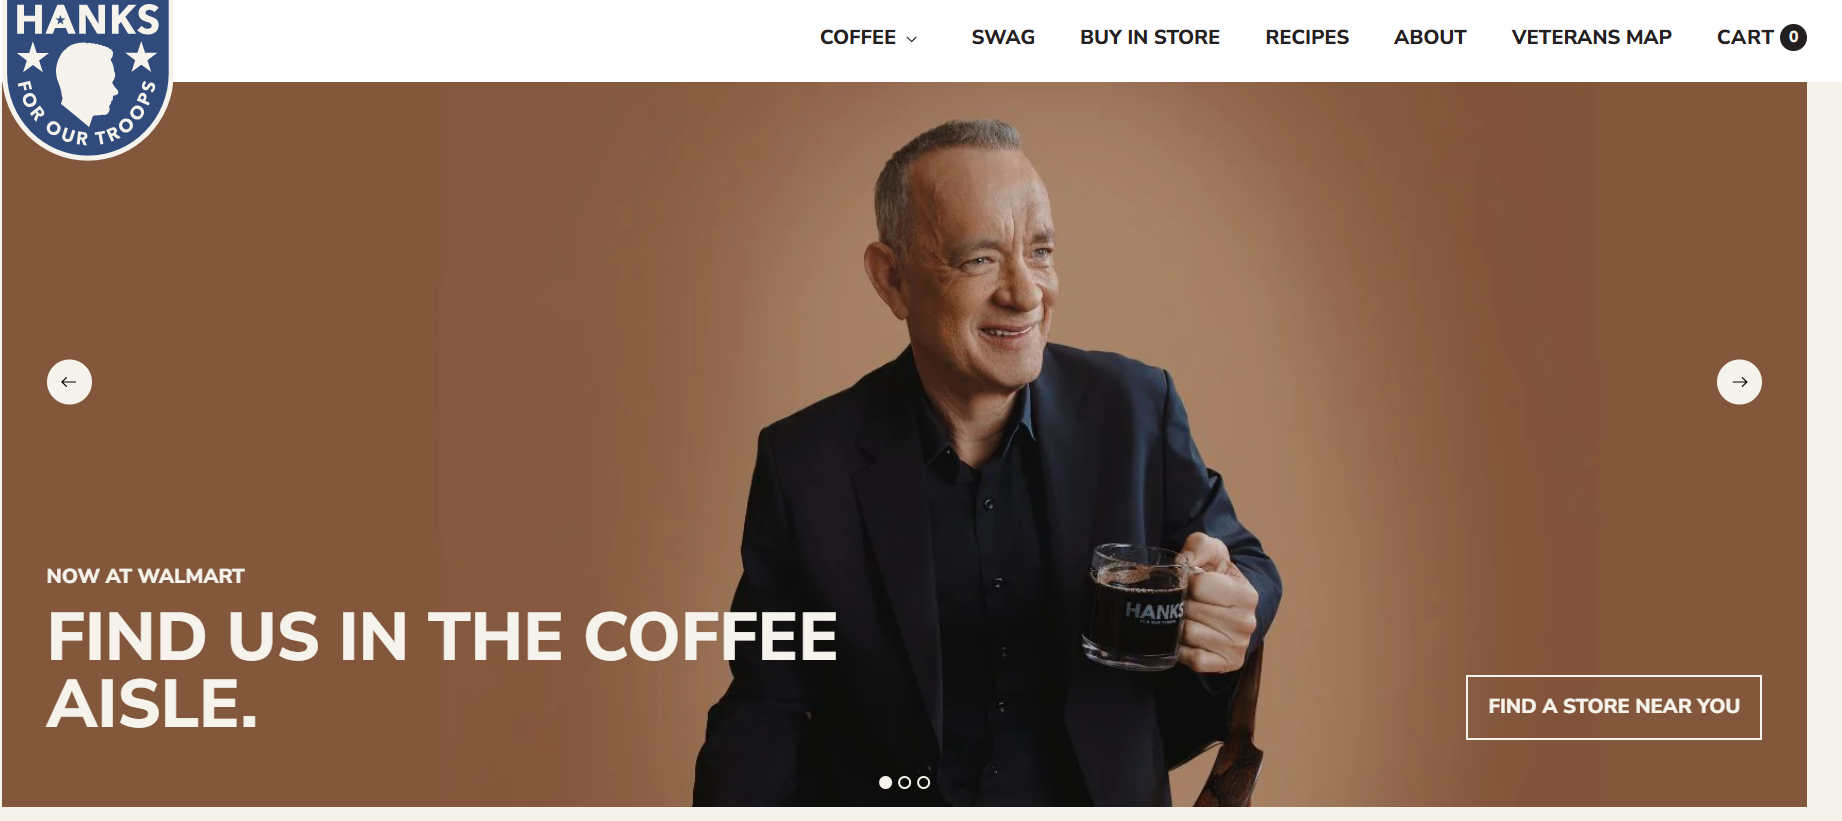 HANKS
FOR OUR TROOPS
COFFEE
SWAG
BUY IN STORE
RECIPES
ABOUT
VETERANS MAP
CART 0
HANKS
NOW AT WALMART
FIND US IN THE COFFEE
AISLE.
FIND A STORE NEAR YOU